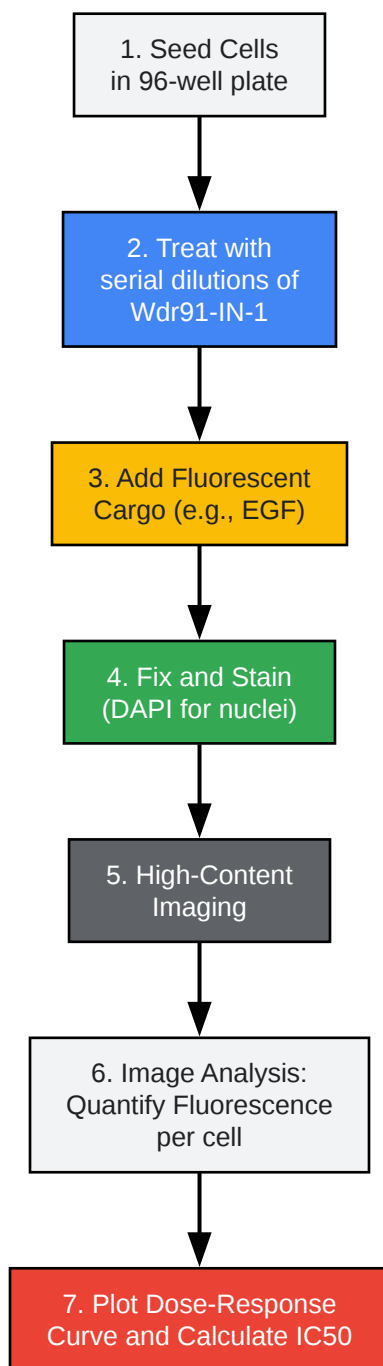 1. Seed Cells
in 96-well plate
2. Treat with
serial dilutions of
Wdr91-IN-1
3. Add Fluorescent
Cargo (e.g., EGF)
4. Fix and Stain
(DAPI for nuclei)
5. High-Content
Imaging
6. Image Analysis:
Quantify Fluorescence
per cell
7. Plot Dose-Response
Curve and Calculate IC50